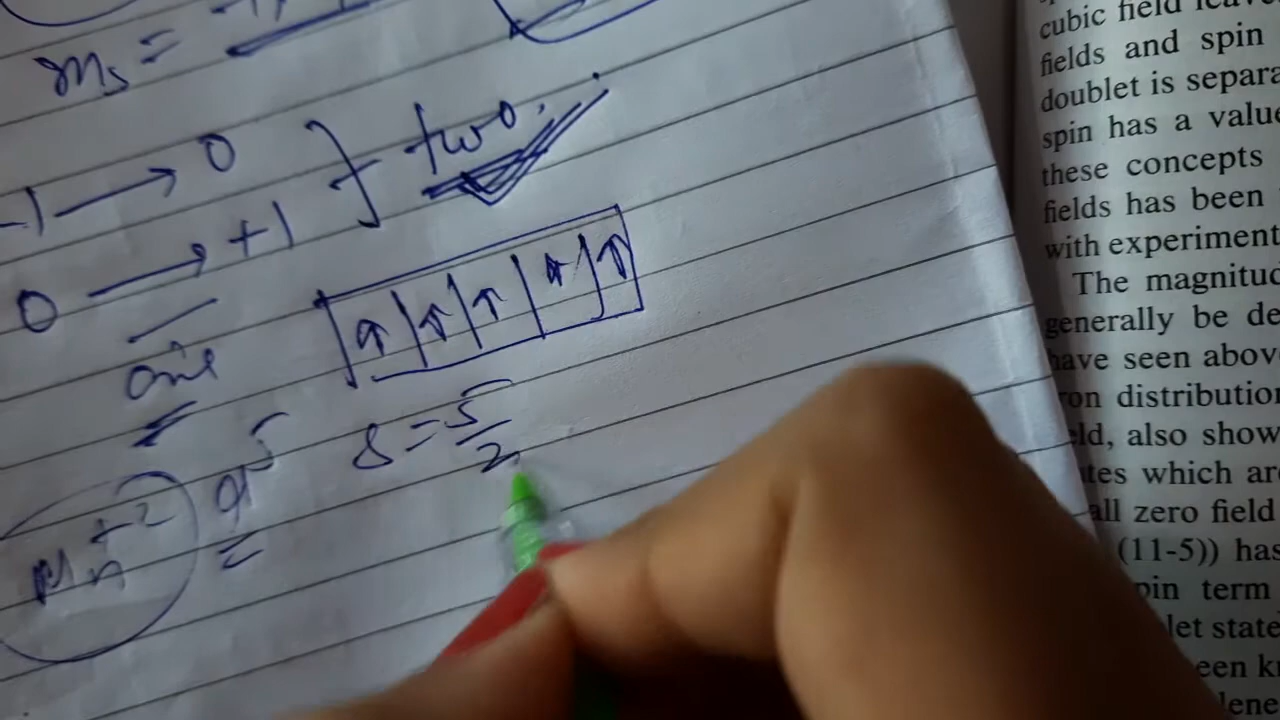 ms =
-1 → 0
0 → +1 } two.
one
↑ ↑ ↑ ↑ ↑
Mn+2 d5 S = 5/2
cubic field
fields and spin
doublet is separa
spin has a value
these concepts
fields has been
with experiment
The magnitud
generally be de
have seen abov
ron distribution
eld, also show
tes which are
all zero field
(11-5)) has
pin term
let state
een k
lene